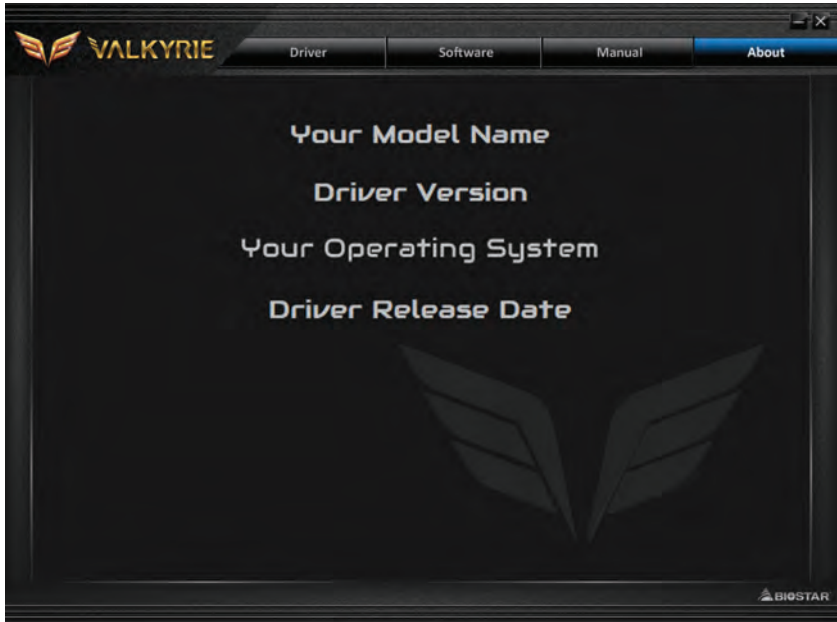 VALKYRIE
Driver Software Manual About
Your Model Name
Driver Version
Your Operating System
Driver Release Date
BIOSTAR